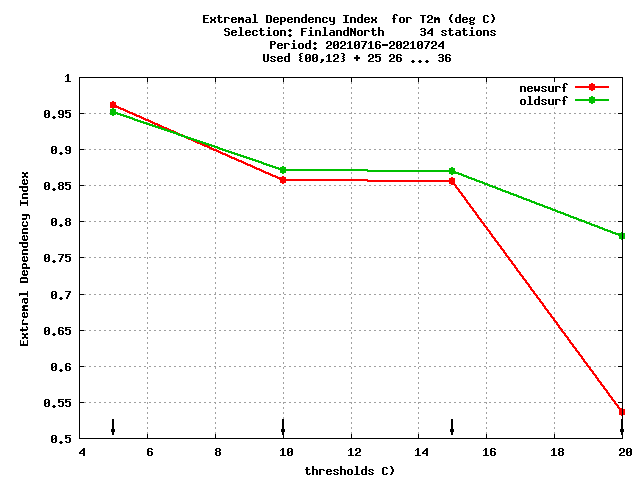 Extremal Dependency Index  for T2m (deg C)
Selection: FinlandNorth     34 stations
Period: 20210716-20210724
Used {00,12} + 25 26 ... 36
newsurf
oldsurf
1
0.95
0.9
0.85
0.8
0.75
0.7
0.65
0.6
0.55
0.5
Extremal Dependency Index
4 6 8 10 12 14 16 18 20
thresholds C)